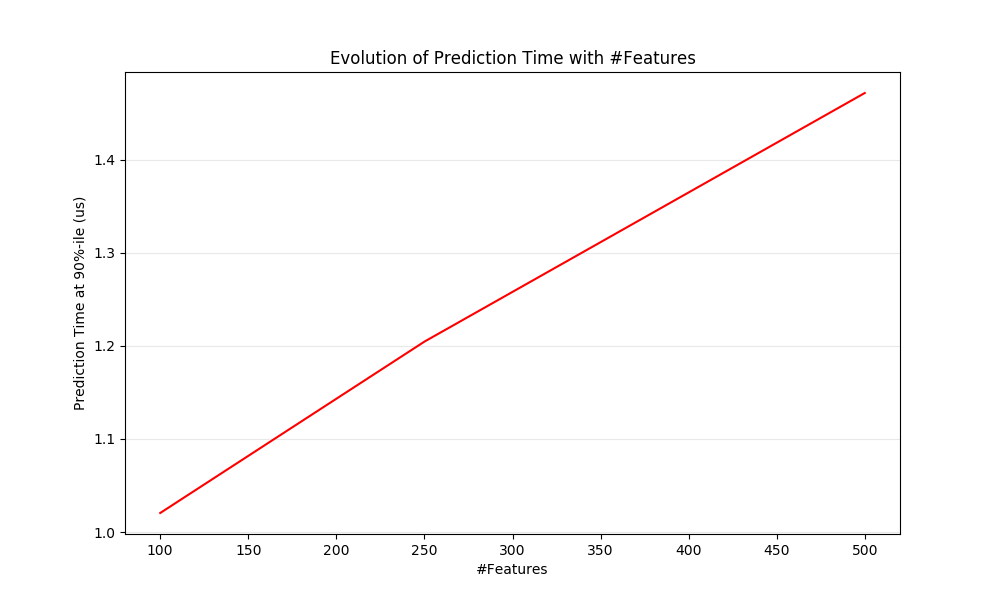 Evolution of Prediction Time with #Features
Prediction Time at 90%-ile (us)
1.4
1.3
1.2
1.1
1.0
100 150 200 250 300 350 400 450 500
#Features